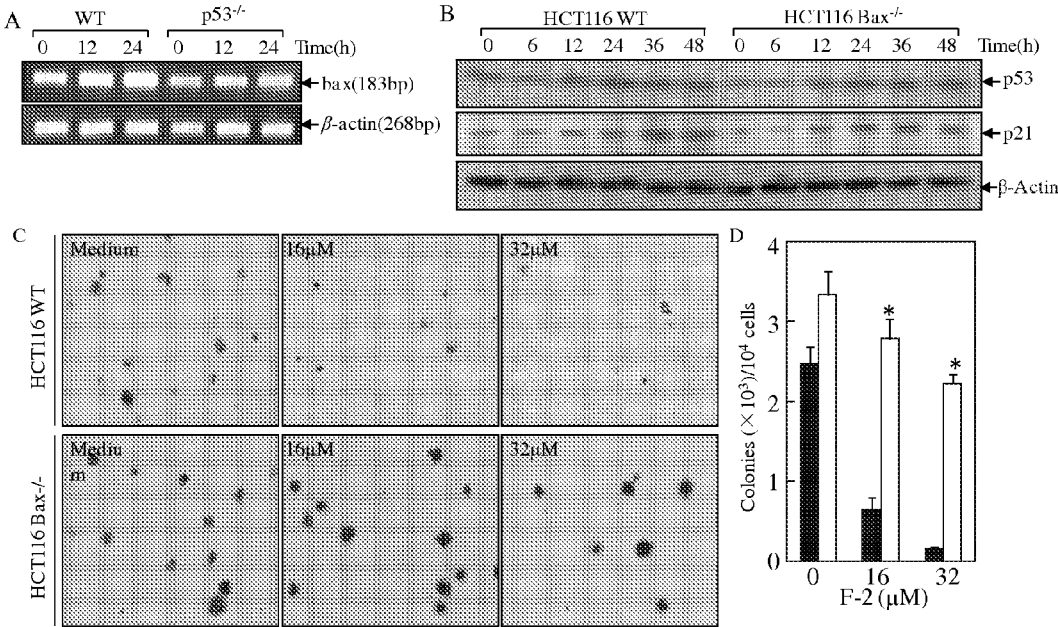 A
WT
p53-/-
0 12 24 0 12 24 Time(h)
bax(183bp)
β-actin(268bp)
B
HCT116 WT
HCT116 Bax-/-
0 6 12 24 36 48 0 6 12 24 36 48 Time(h)
p53
p21
β-Actin
C
HCT116 WT
Medium
16μM
32μM
HCT116 Bax-/-
Mediu
m
16μM
32μM
D
Colonies (×10³)/10⁴ cells
4
3
2
1
0
*
*
0 16 32
F-2 (μM)